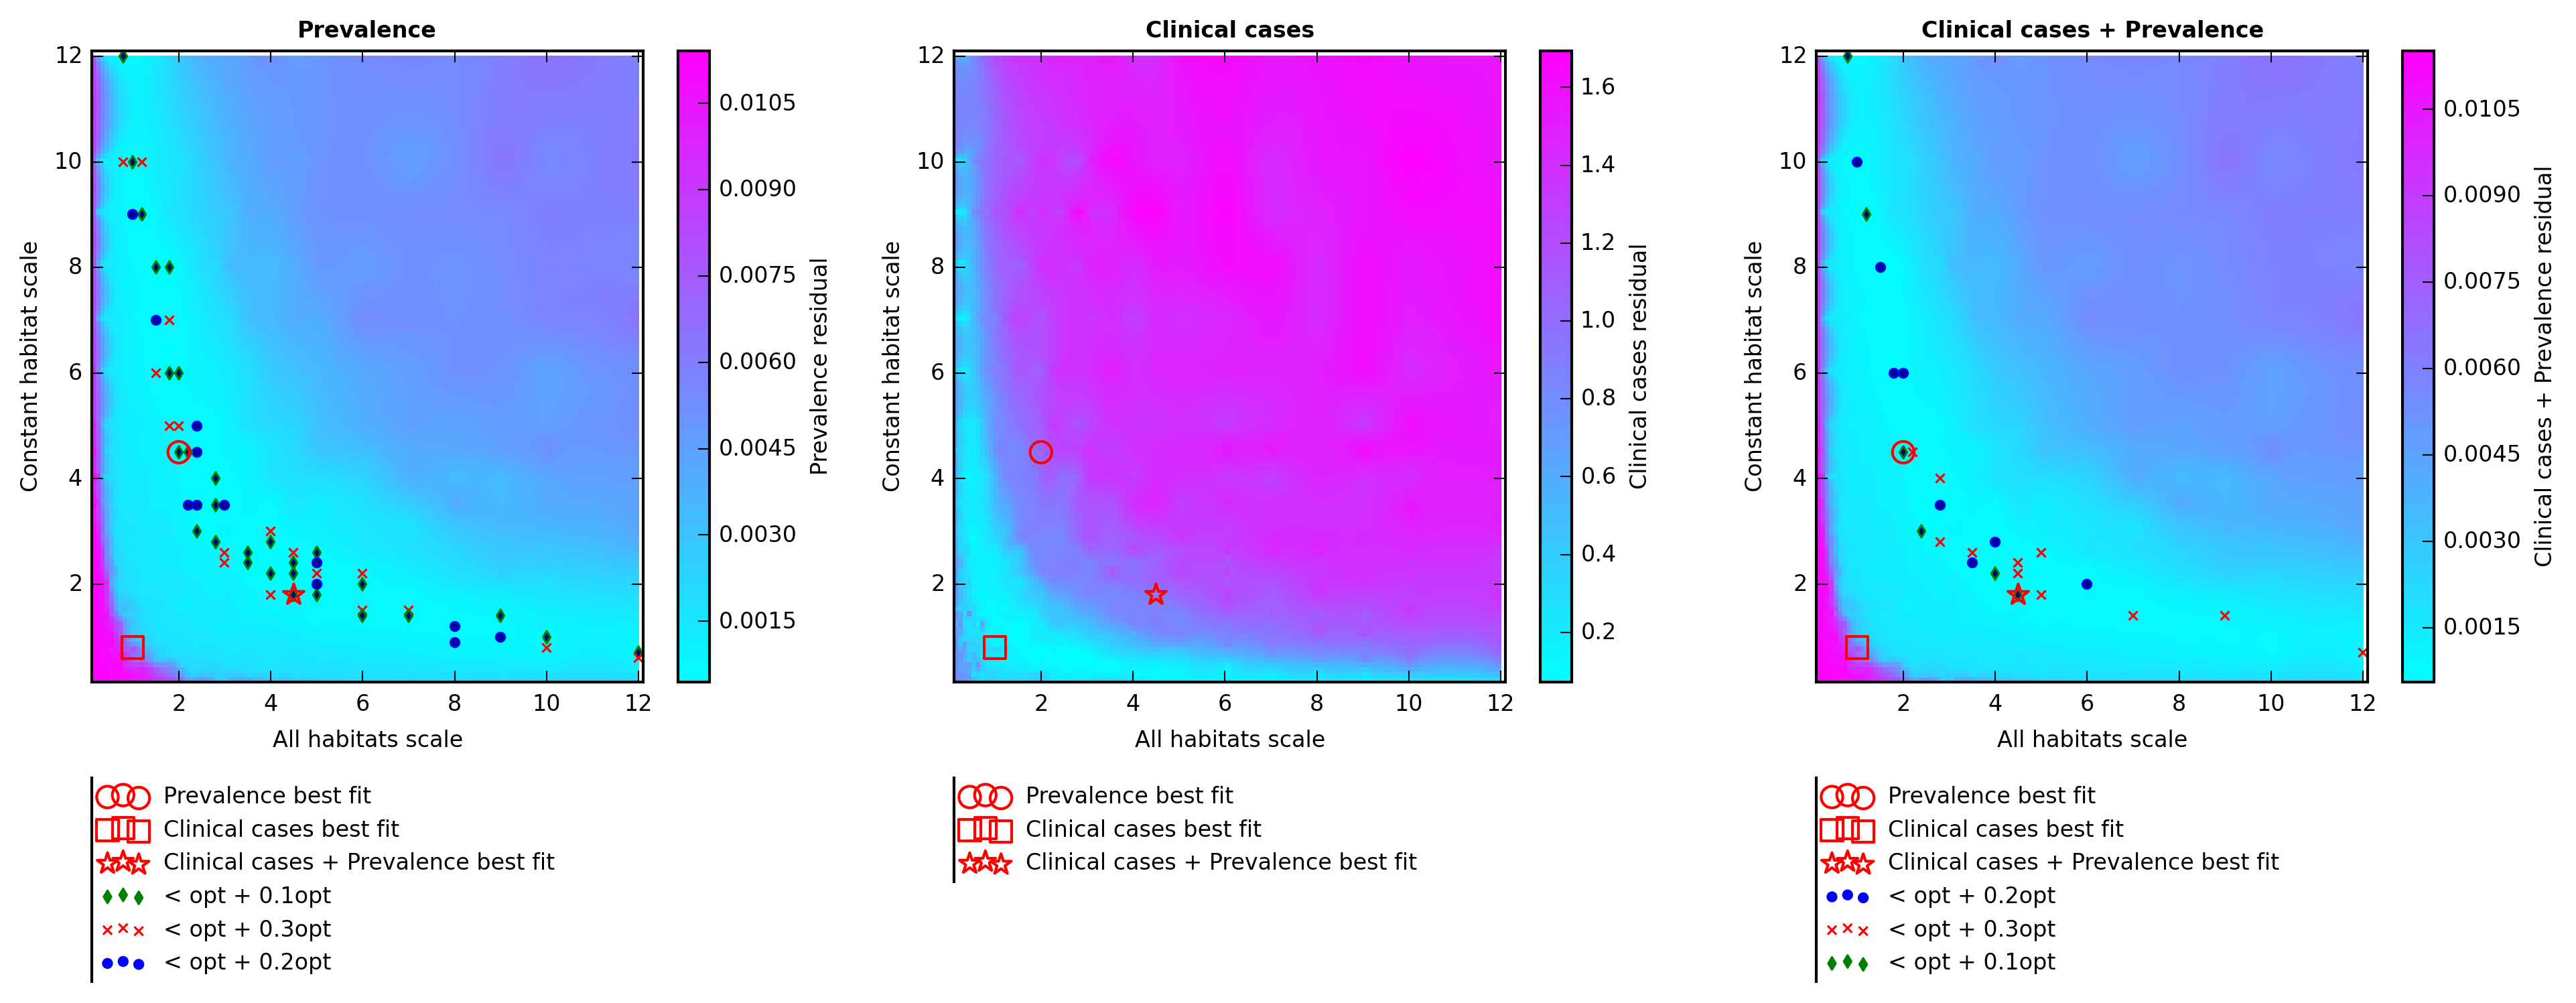 Prevalence
12
10
8
6
4
2
Constant habitat scale
2 4 6 8 10 12
All habitats scale
0.0105
0.0090
0.0075
0.0060
0.0045
0.0030
0.0015
Prevalence residual
Prevalence best fit
Clinical cases best fit
Clinical cases + Prevalence best fit
< opt + 0.1opt
< opt + 0.3opt
< opt + 0.2opt
Clinical cases
12
10
8
6
4
2
Constant habitat scale
2 4 6 8 10 12
All habitats scale
1.6
1.4
1.2
1.0
0.8
0.6
0.4
0.2
Clinical cases residual
Prevalence best fit
Clinical cases best fit
Clinical cases + Prevalence best fit
Clinical cases + Prevalence
12
10
8
6
4
2
Constant habitat scale
2 4 6 8 10 12
All habitats scale
0.0105
0.0090
0.0075
0.0060
0.0045
0.0030
0.0015
Clinical cases + Prevalence residual
Prevalence best fit
Clinical cases best fit
Clinical cases + Prevalence best fit
< opt + 0.2opt
< opt + 0.3opt
< opt + 0.1opt